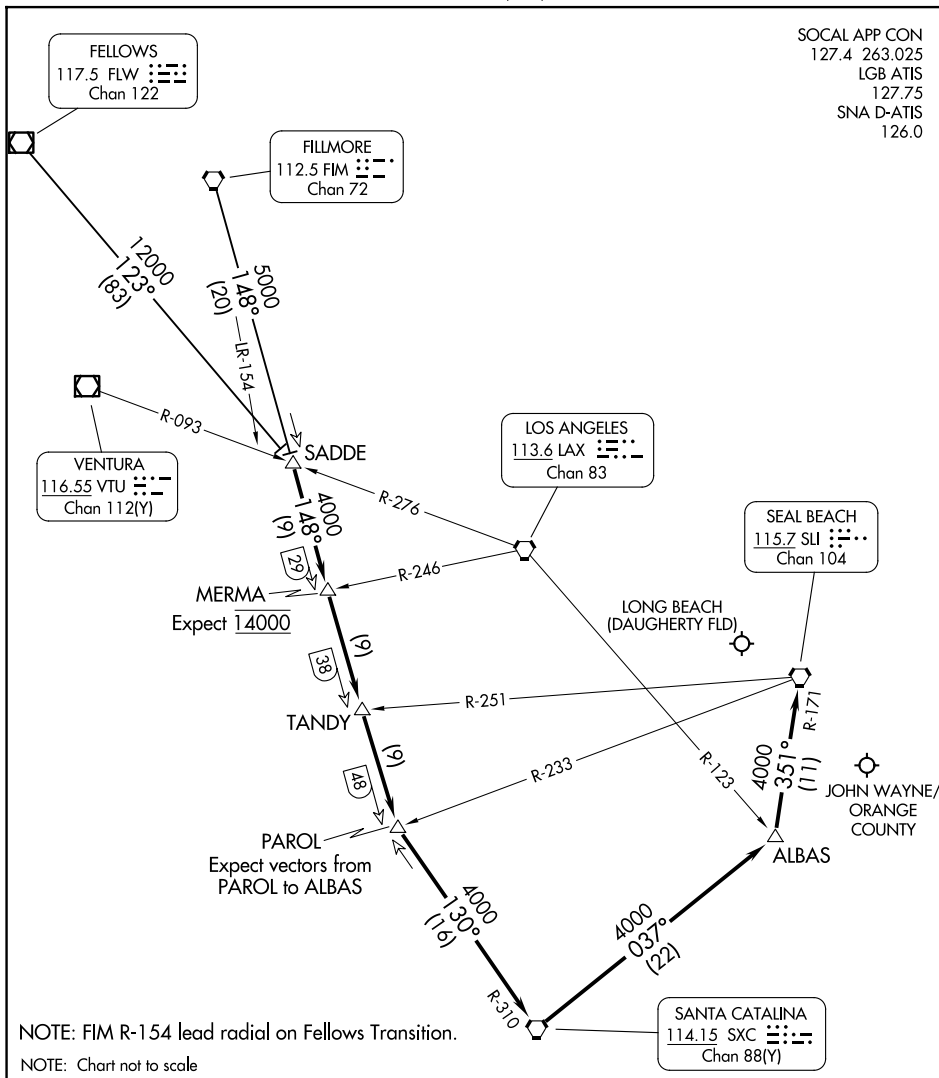 SOCAL APP CON
127.4 263.025
LGB ATIS
127.75
SNA D-ATIS
126.0
FELLOWS
117.5 FLW
Chan 122
FILLMORE
112.5 FIM
Chan 72
12000
123°
(83)
5000
148°
(20)
LR-154
R-093
SADDE
VENTURA
116.55 VTU
Chan 112(Y)
LOS ANGELES
113.6 LAX
Chan 83
R-276
4000
148°
(9)
SEAL BEACH
115.7 SLI
Chan 104
29
R-246
MERMA
Expect 14000
LONG BEACH
(DAUGHERTY FLD)
(9)
38
R-251
R-171
TANDY
(9)
R-233
R-123
4000
351°
(11)
48
JOHN WAYNE/
ORANGE
COUNTY
PAROL
Expect vectors from
PAROL to ALBAS
ALBAS
4000
130°
(16)
4000
037°
(22)
R-310
SANTA CATALINA
114.15 SXC
Chan 88(Y)
NOTE: FIM R-154 lead radial on Fellows Transition.
NOTE: Chart not to scale